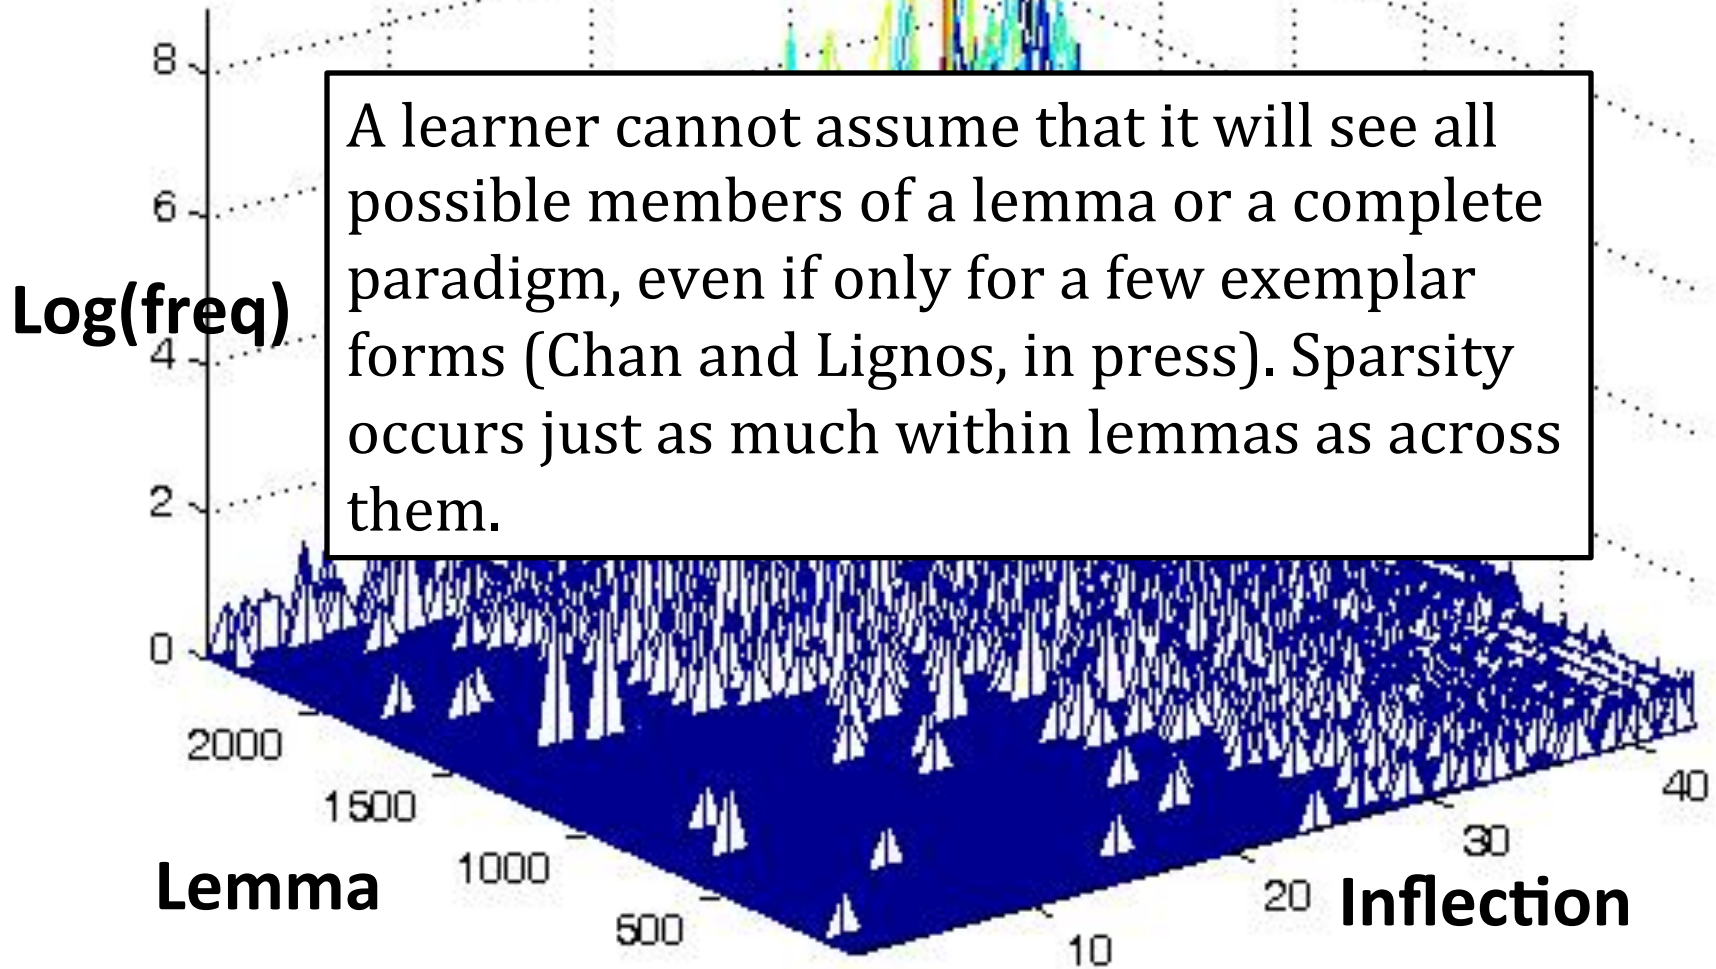 8
A learner cannot assume that it will see all
possible members of a lemma or a complete
paradigm, even if only for a few exemplar
forms (Chan and Lignos, in press). Sparsity
occurs just as much within lemmas as across
them.
6
Log(freq)
4
2
0
2000
1500
1000
500
Lemma
40
30
20
10
Inflection